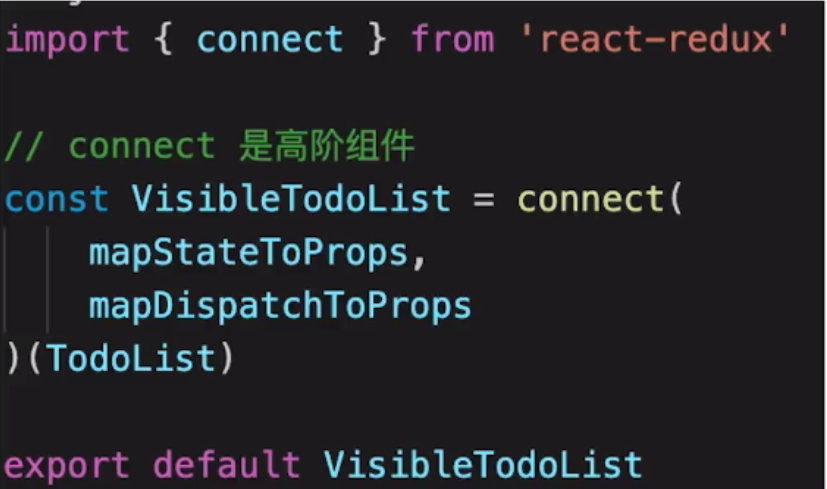 import { connect } from 'react-redux'
// connect 是高阶组件
const VisibleTodoList = connect(
mapStateToProps,
mapDispatchToProps
)(TodoList)
export default VisibleTodoList